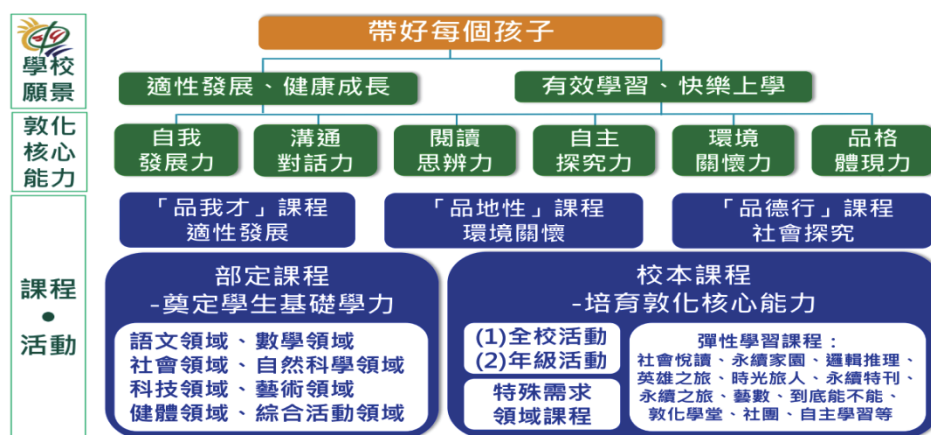 學校
願景
帶好每個孩子
適性發展、健康成長
有效學習、快樂上學
敦化
核心
能力
自我
發展力
溝通
對話力
閱讀
思辨力
自主
探究力
環境
關懷力
品格
體現力
課程
•
活動
「品我才」課程
適性發展
「品地性」課程
環境關懷
「品德行」課程
社會探究
部定課程
-奠定學生基礎學力
語文領域、數學領域
社會領域、自然科學領域
科技領域、藝術領域
健體領域、綜合活動領域
校本課程
-培育敦化核心能力
(1)全校活動
(2)年級活動
特殊需求
領域課程
彈性學習課程：
社會悅讀、永續家園、邏輯推理、
英雄之旅、時光旅人、永續特刊、
永續之旅、藝數、到底能不能、
敦化學堂、社團、自主學習等